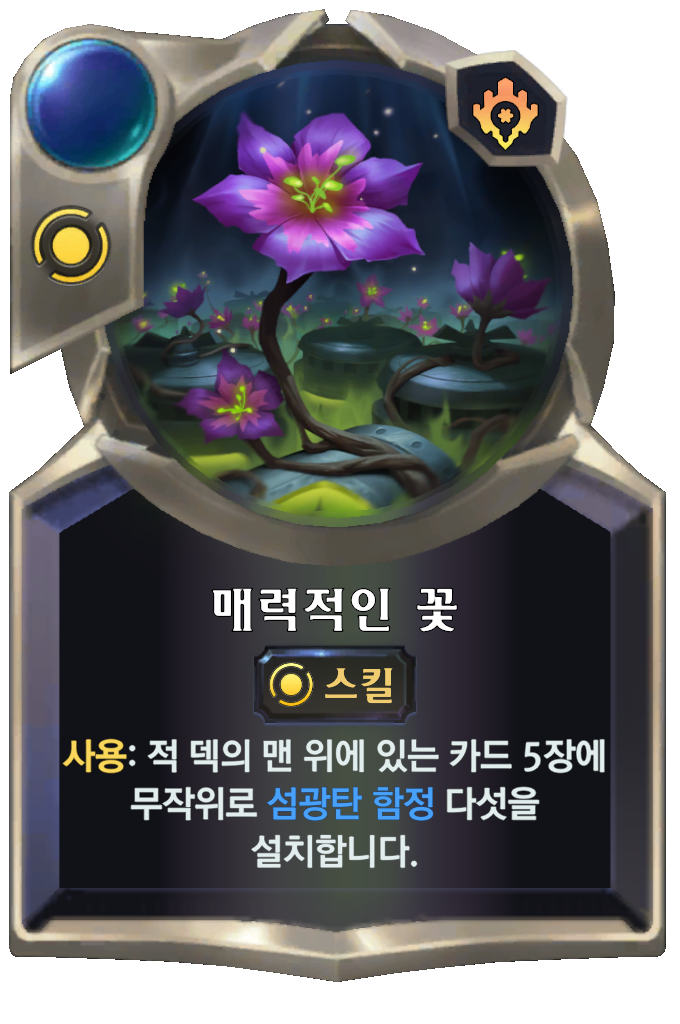 매력적인 꽃
스킬
사용: 적 덱의 맨 위에 있는 카드 5장에
무작위로 섬광탄 함정 다섯을
설치합니다.